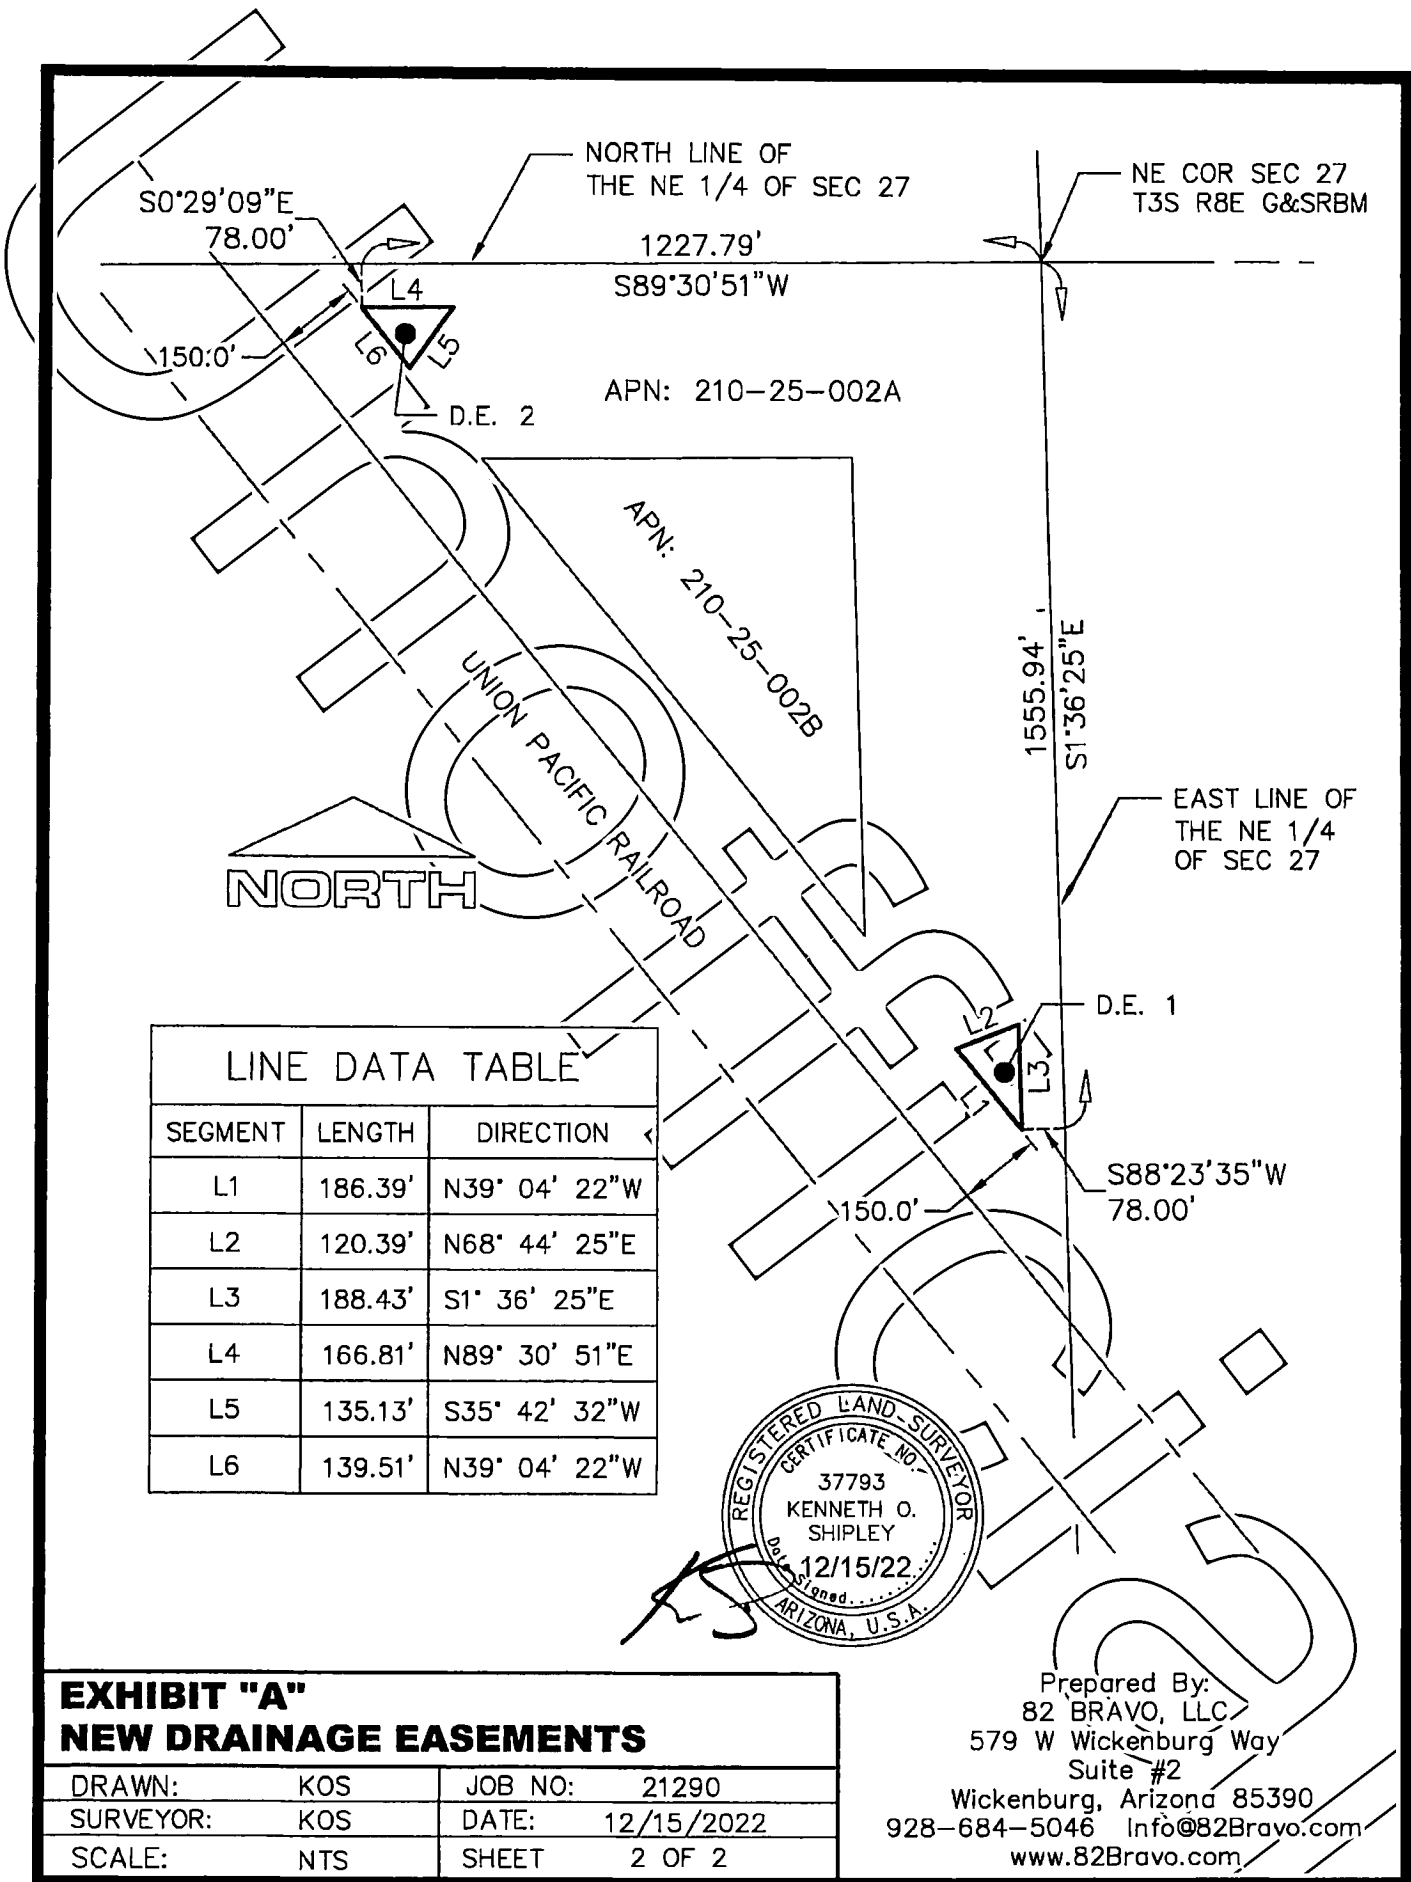 NORTH LINE OF
THE NE 1/4 OF SEC 27
NE COR SEC 27
T3S R8E G&SRBM
S0°29'09"E
78.00'
1227.79'
S89°30'51"W
L4
L5
L6
150.0'
D.E. 2
APN: 210-25-002A
APN: 210-25-002B
1555.94'
S1°36'25"E
UNION PACIFIC RAILROAD
EAST LINE OF
THE NE 1/4
OF SEC 27
NORTH
D.E. 1
L2
L3
L1
S88°23'35"W
78.00'
150.0'
LINE DATA TABLE
SEGMENT LENGTH DIRECTION
L1 186.39' N39° 04' 22"W
L2 120.39' N68° 44' 25"E
L3 188.43' S1° 36' 25"E
L4 166.81' N89° 30' 51"E
L5 135.13' S35° 42' 32"W
L6 139.51' N39° 04' 22"W
REGISTERED LAND SURVEYOR
CERTIFICATE NO.
37793
KENNETH O.
SHIPLEY
12/15/22
Date Signed
ARIZONA, U.S.A.
Unofficial
EXHIBIT "A"
NEW DRAINAGE EASEMENTS
DRAWN: KOS JOB NO: 21290
SURVEYOR: KOS DATE: 12/15/2022
SCALE: NTS SHEET 2 OF 2
Prepared By:
82 BRAVO, LLC
579 W Wickenburg Way
Suite #2
Wickenburg, Arizona 85390
928-684-5046 Info@82Bravo.com
www.82Bravo.com